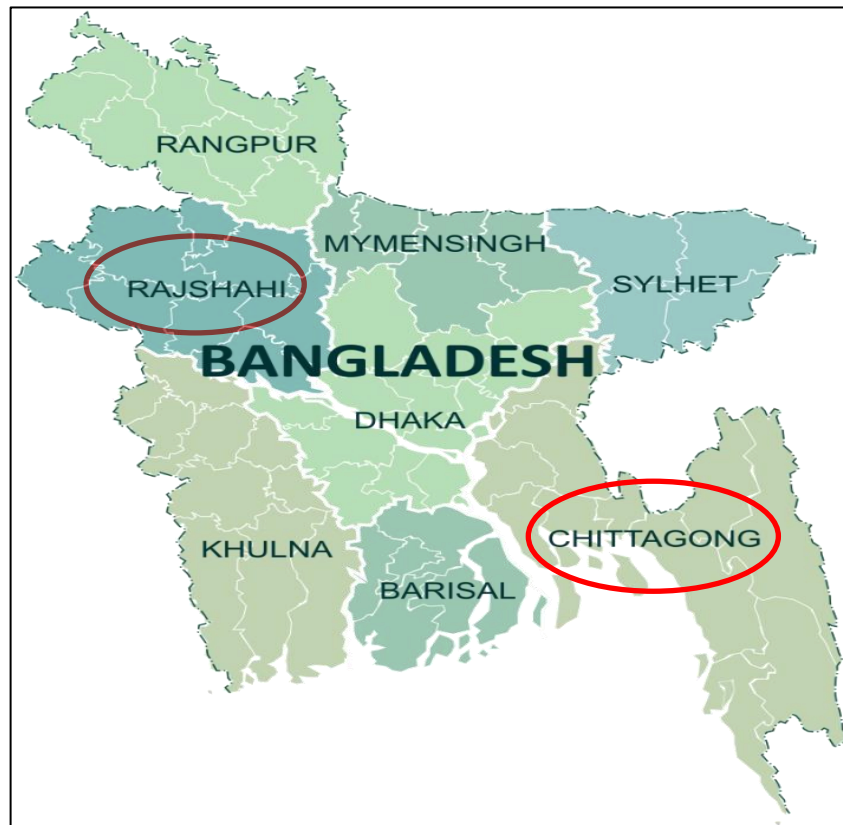 RANGPUR
MYMENSINGH
SYLHET
RAJSHAHI
BANGLADESH
DHAKA
CHITTAGONG
KHULNA
BARISAL